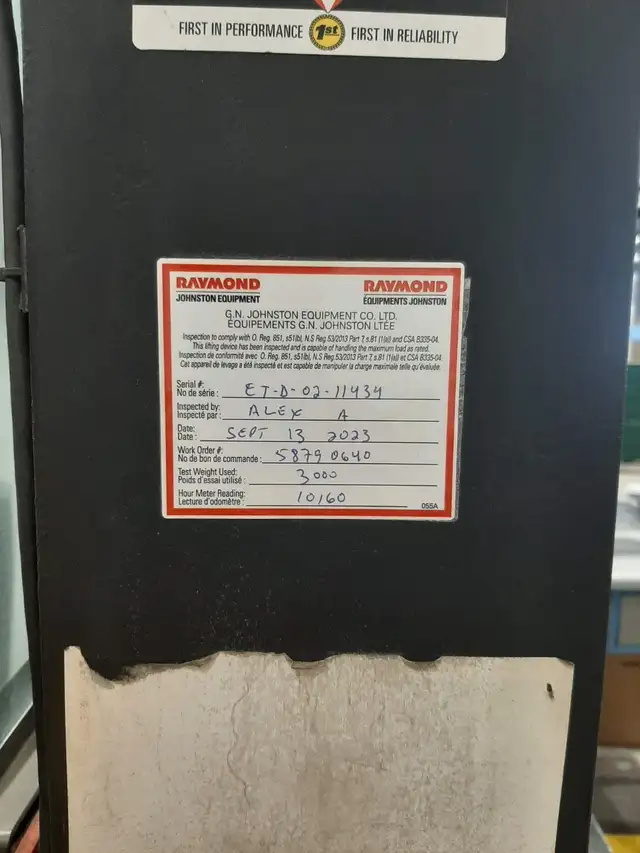 FIRST IN PERFORMANCE 1st FIRST IN RELIABILITY
RAYMOND RAYMOND
JOHNSTON EQUIPMENT ÉQUIPEMENTS JOHNSTON
G.N. JOHNSTON EQUIPMENT CO. LTD.
ÉQUIPEMENTS G.N. JOHNSTON LTÉE
Inspection to comply with O. Reg. 851, s51(b), N.S Reg.53/2013 Part 7, s.81 (1)(a)) and CSA B335-04.
This lifting device has been inspected and is capable of handling the maximum load as rated.
Inspection de conformité avec O. Reg. 851, s51(b), N.S Reg.53/2013 Part 7, s.81 (1)(a)) et CSA B335-04.
Cet appareil de levage a été inspecté et est capable de manipuler la charge maximale telle qu'évaluée.
Serial #:
No de série : ET-D-02-11434
Inspected by:
Inspecté par : ALEX A
Date:
Date : SEPT 13 2023
Work Order #:
No de bon de commande : 58790640
Test Weight Used:
Poids d'essai utilisé : 3000
Hour Meter Reading:
Lecture d'odomètre : 10160
055A